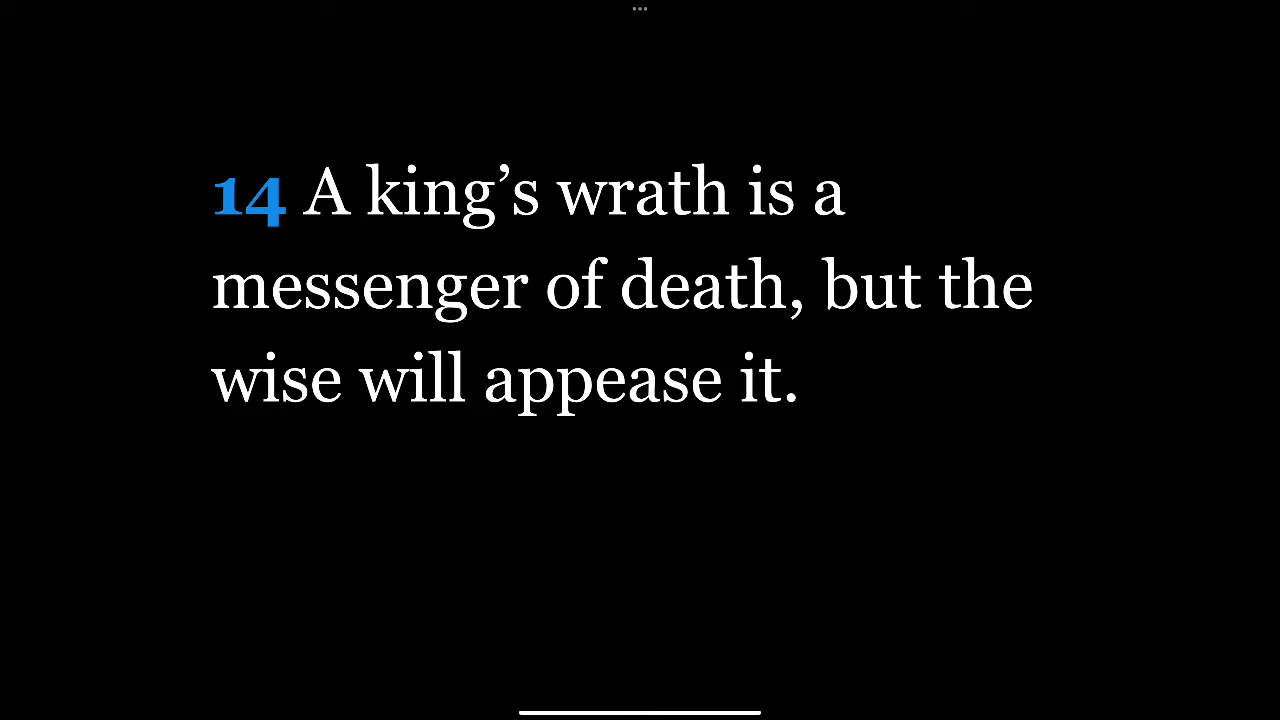 14 A king’s wrath is a
messenger of death, but the
wise will appease it.